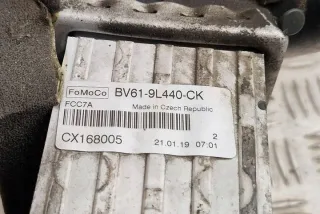 FoMoCo BV61-9L440-CK
FCC7A Made in Czech Republic
CX168005 2
21.01.19 07:01